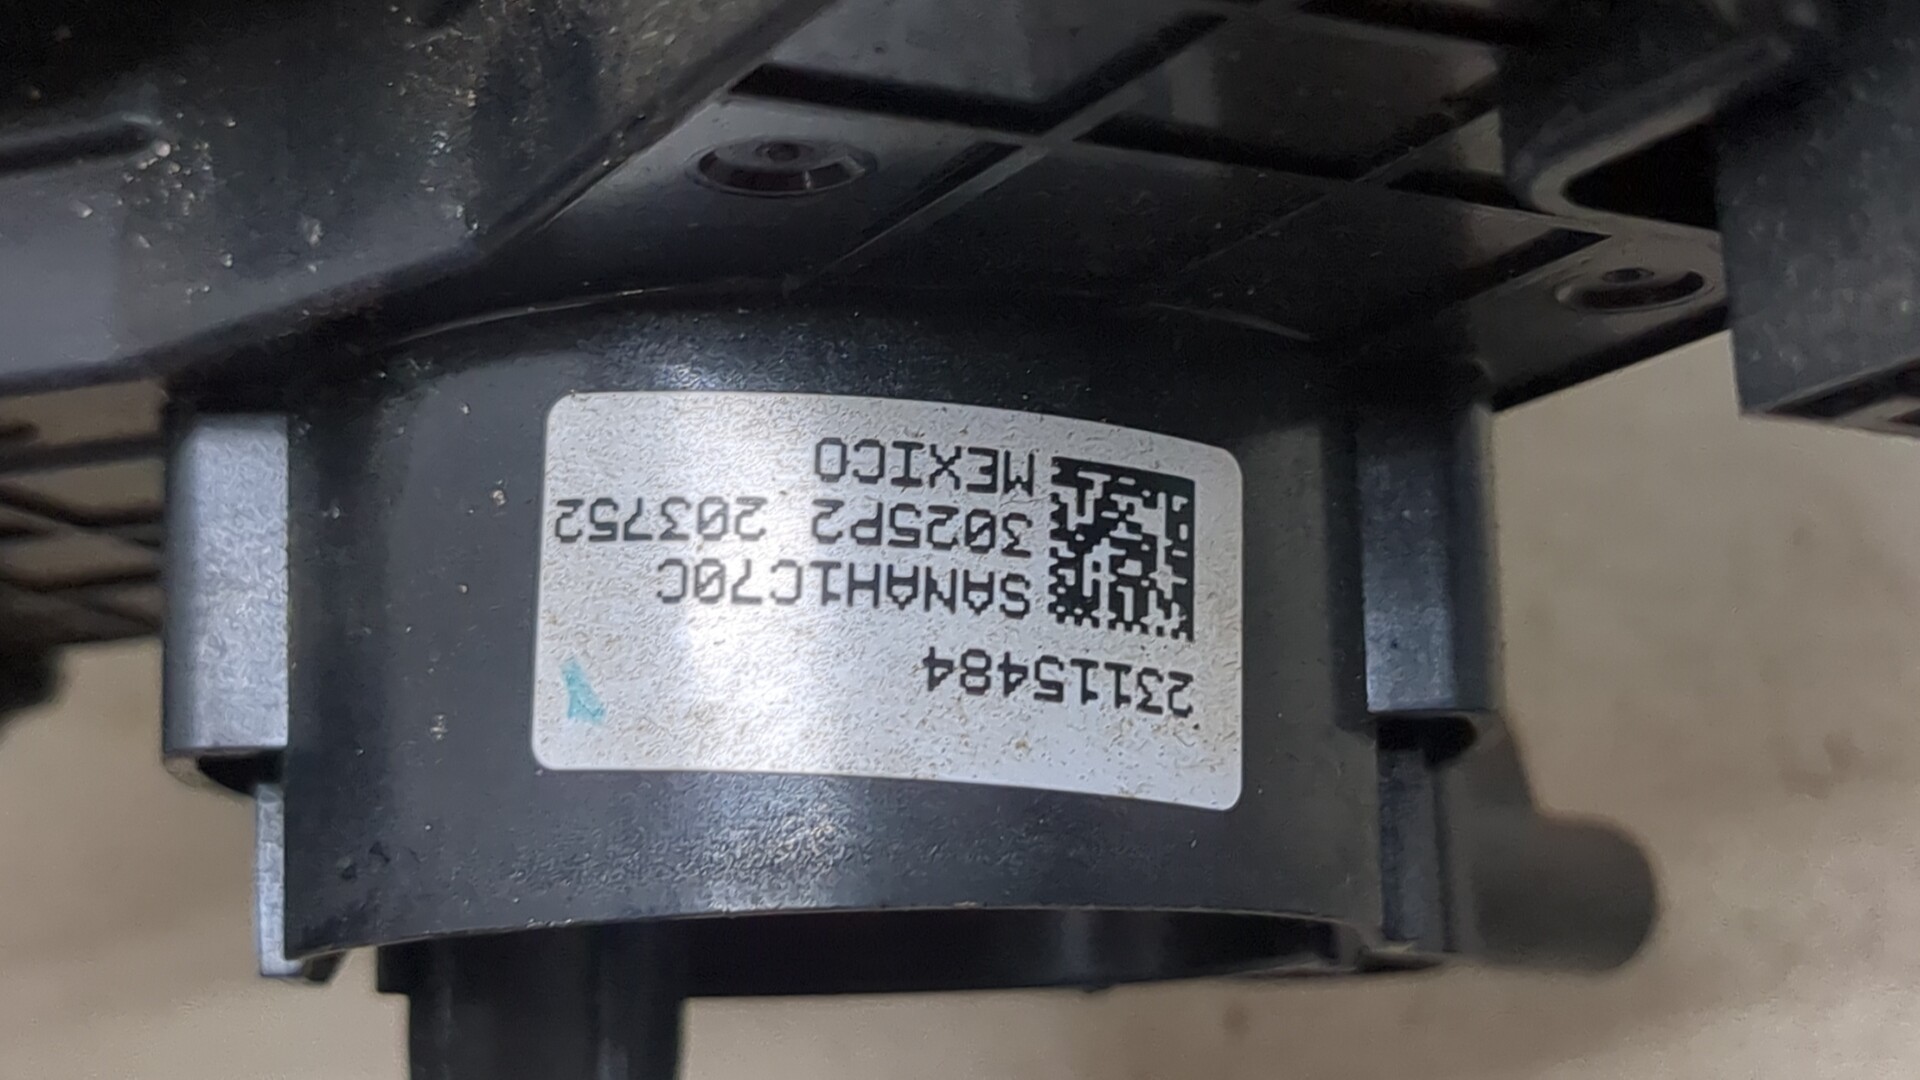 23115484
SANAH1C70C
3025P2 203752
MEXICO